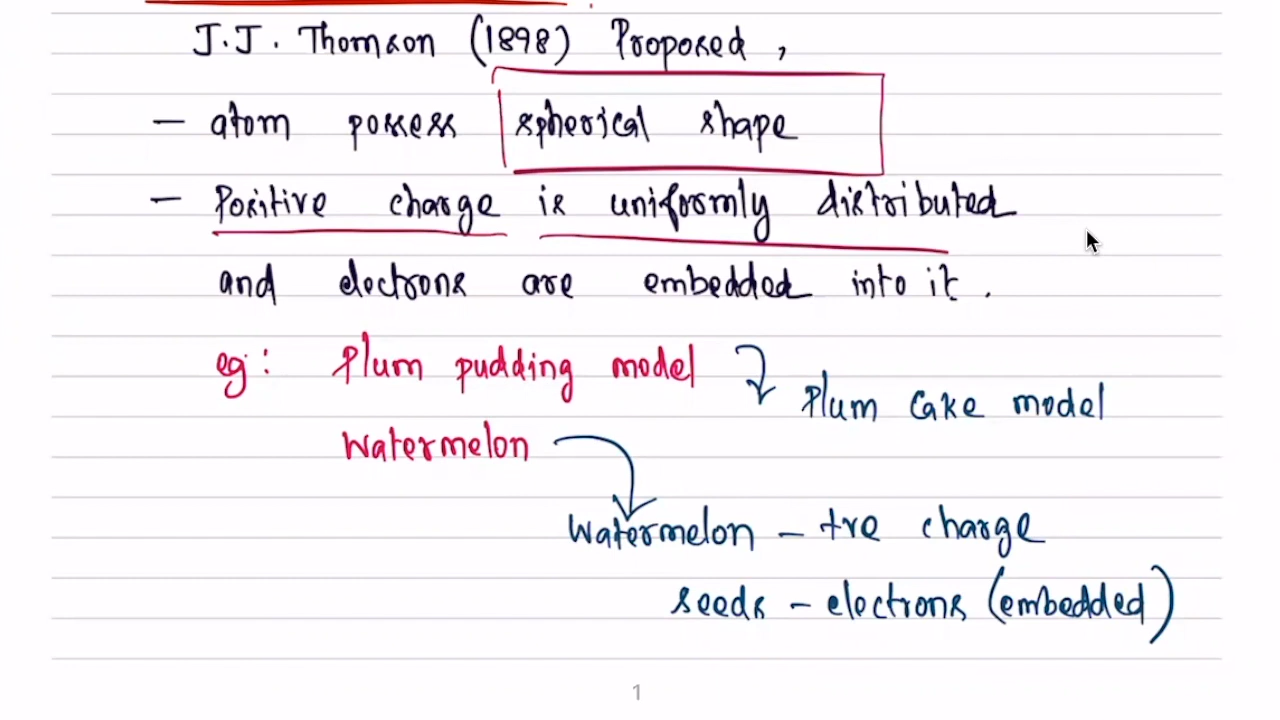 J.J. Thomson (1898) Proposed,
- atom possess spherical shape
- Positive charge is uniformly distributed
and electrons are embedded into it.
eg: Plum pudding model
Plum cake model
Watermelon
Watermelon - +ve charge
seeds - electrons (embedded)
1